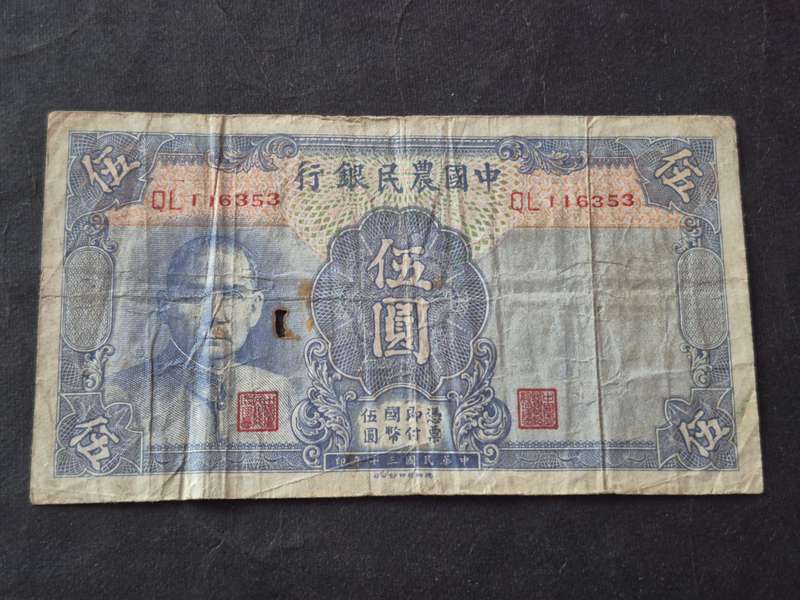 中國農民銀行
伍 伍
QL 116353 QL 116353
伍圓
憑票
即付
國幣
伍圓
伍 伍
中華民國三十年印